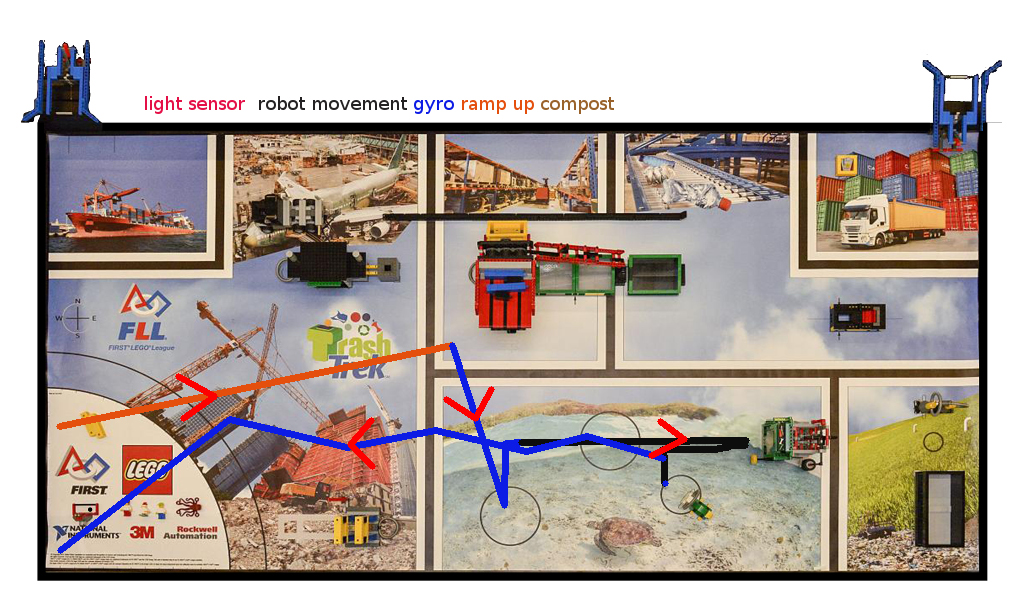 light sensor robot movement gyro ramp up compost
N
W E
S
FLL
FIRST LEGO League
Trash
Trek
FIRST
LEGO
NATIONAL
INSTRUMENTS
3M
Rockwell
Automation